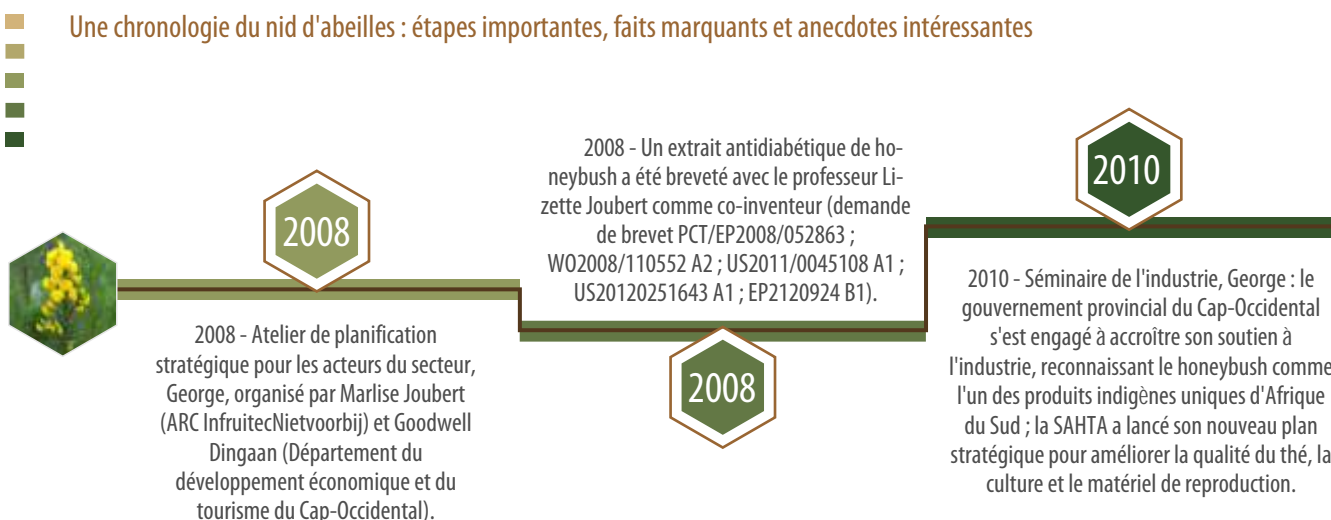 Une chronologie du nid d'abeilles : étapes importantes, faits marquants et anecdotes intéressantes
2008
2008 - Atelier de planification
stratégique pour les acteurs du secteur,
George, organisé par Marlise Joubert
(ARC InfruitecNietvoorbij) et Goodwell
Dingaan (Département du
développement économique et du
tourisme du Cap-Occidental).
2008 - Un extrait antidiabétique de ho-
neybush a été breveté avec le professeur Li-
zette Joubert comme co-inventeur (demande
de brevet PCT/EP2008/052863 ;
WO2008/110552 A2 ; US2011/0045108 A1 ;
US20120251643 A1 ; EP2120924 B1).
2008
2010
2010 - Séminaire de l'industrie, George : le
gouvernement provincial du Cap-Occidental
s'est engagé à accroître son soutien à
l'industrie, reconnaissant le honeybush comme
l'un des produits indigènes uniques d'Afrique
du Sud ; la SAHTA a lancé son nouveau plan
stratégique pour améliorer la qualité du thé, la
culture et le matériel de reproduction.